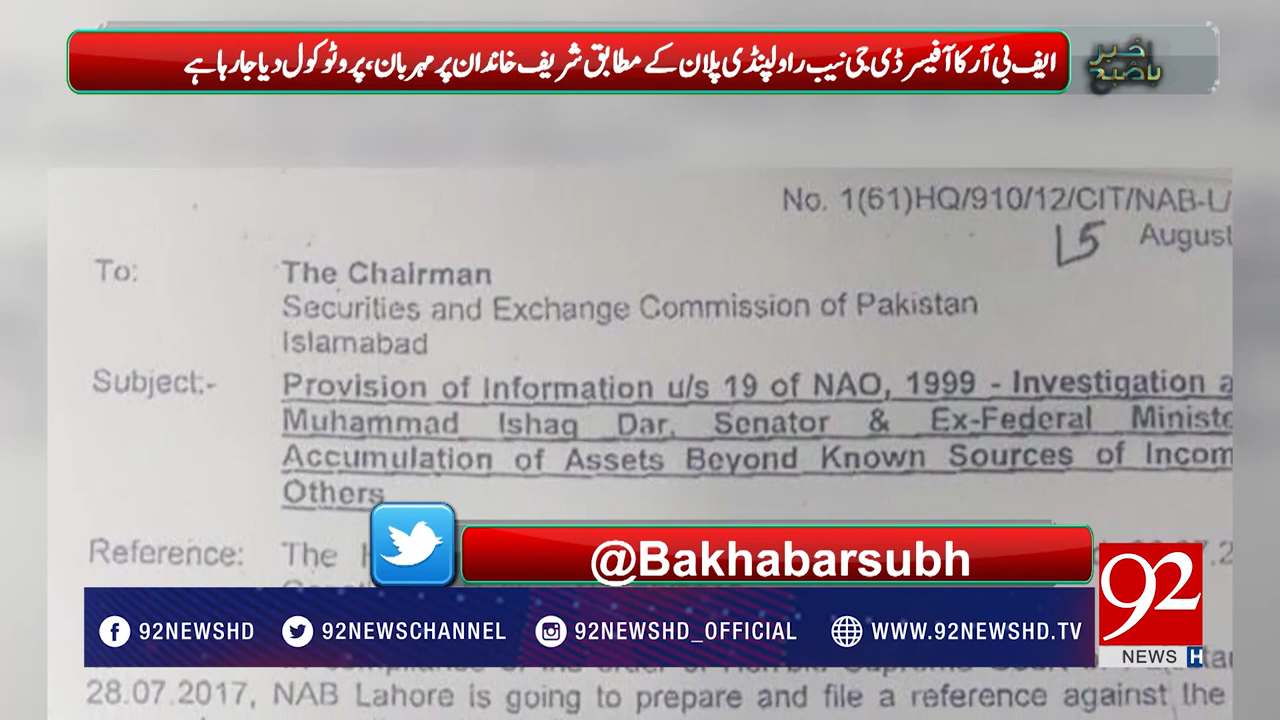 ایف بی آر کا آفیسر ڈی جی نیب راولپنڈی پلان کے مطابق شریف خاندان پر مہربان، پروٹوکول دیا جا رہا ہے
باخبر صبح
No. 1(61)HQ/910/12/CIT/NAB-L/
15 August
To: The Chairman
Securities and Exchange Commission of Pakistan
Islamabad
Subject:- Provision of Information u/s 19 of NAO, 1999 - Investigation a
Muhammad Ishaq Dar, Senator & Ex-Federal Ministe
Accumulation of Assets Beyond Known Sources of Incom
Others
Reference: The
@Bakhabarsubh
92NEWSHD 92NEWSCHANNEL 92NEWSHD_OFFICIAL WWW.92NEWSHD.TV
92
NEWS H
28.07.2017, NAB Lahore is going to prepare and file a reference against the